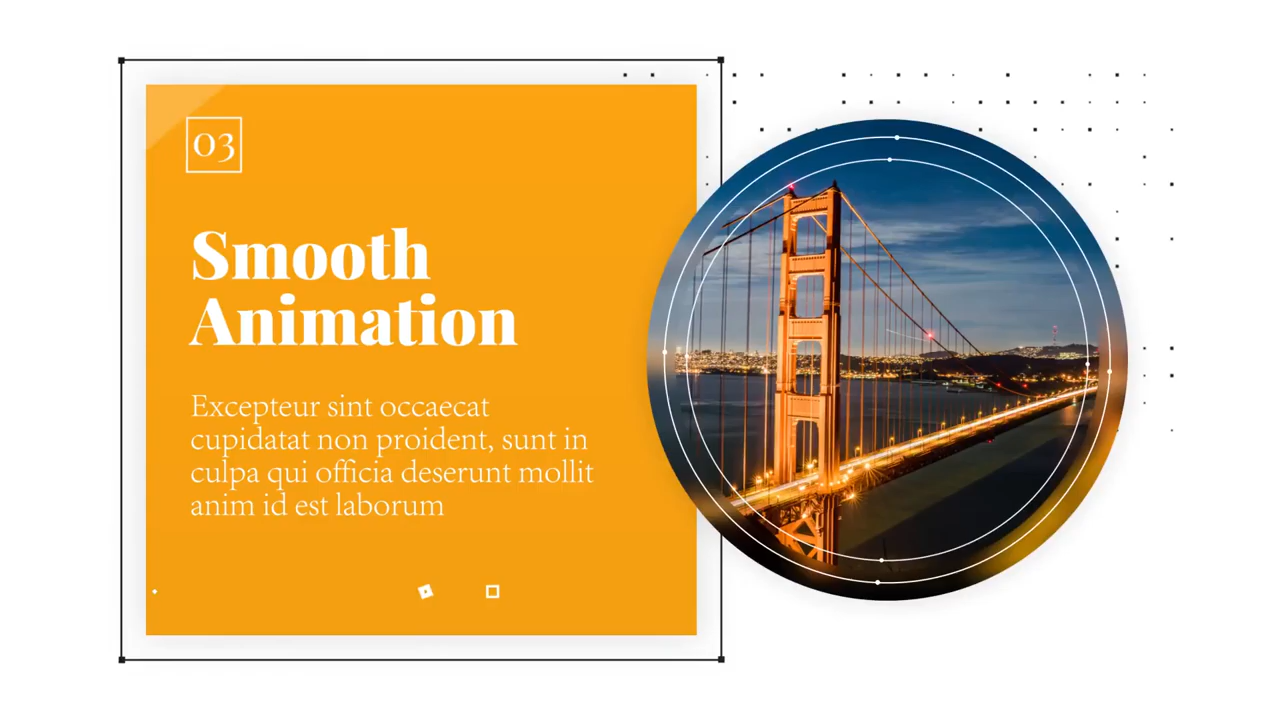 03
Smooth
Animation
Excepteur sint occaecat
cupidatat non proident, sunt in
culpa qui officia deserunt mollit
anim id est laborum